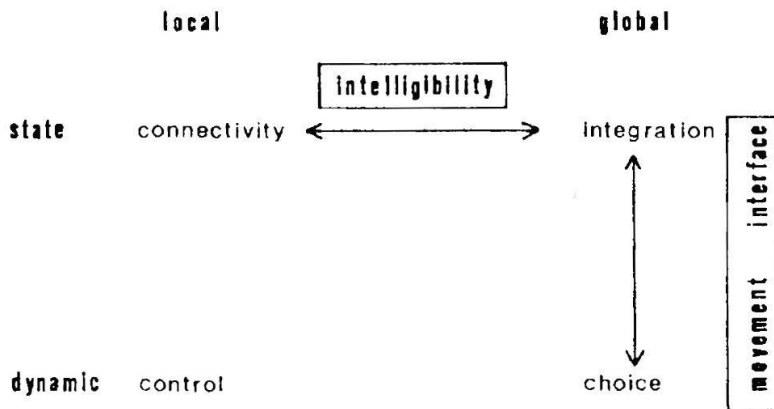 local global
intelligibility
state connectivity integration
movement interface
dynamic control choice